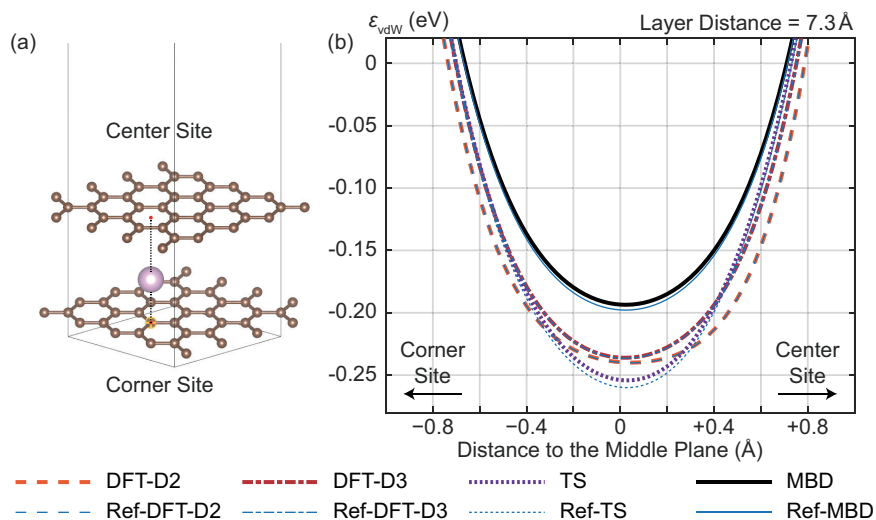 (a)
Center Site
Corner Site
(b)
ε_vdW (eV)
Layer Distance = 7.3 Å
0
-0.05
-0.10
-0.15
-0.20
-0.25
Corner
Site
Center
Site
−0.8 −0.4 0 +0.4 +0.8
Distance to the Middle Plane (Å)
DFT-D2 DFT-D3 TS MBD
Ref-DFT-D2 Ref-DFT-D3 Ref-TS Ref-MBD